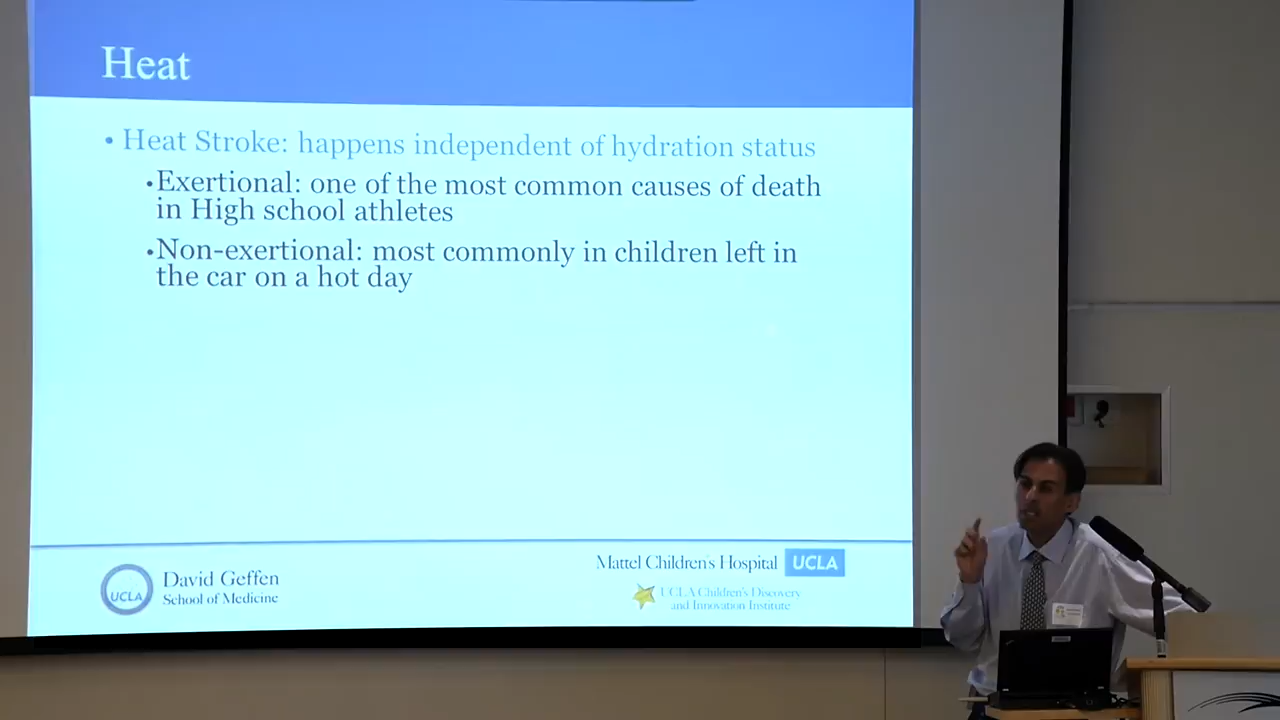 Heat
• Heat Stroke: happens independent of hydration status
•Exertional: one of the most common causes of death
in High school athletes
•Non-exertional: most commonly in children left in
the car on a hot day
UCLA
David Geffen
School of Medicine
Mattel Children's Hospital UCLA
UCLA Children's Discovery
and Innovation Institute